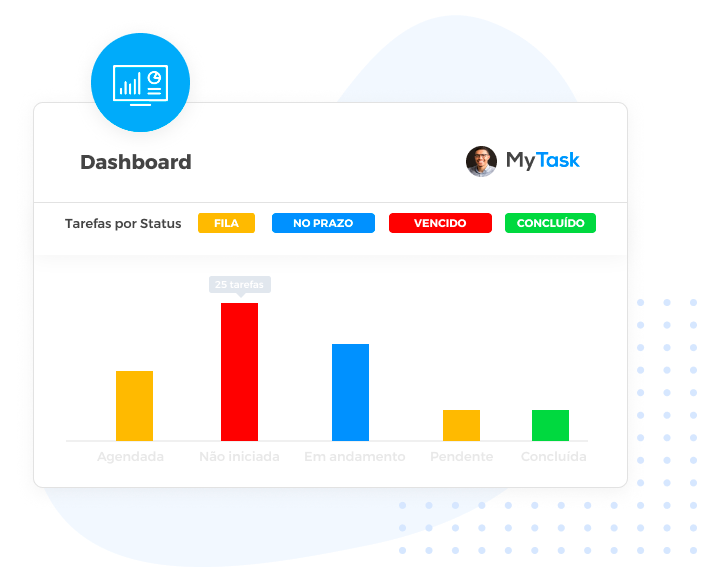 Dashboard
MyTask
Tarefas por Status
FILA
NO PRAZO
VENCIDO
CONCLUÍDO
25 tarefas
Agendada
Não iniciada
Em andamento
Pendente
Concluída